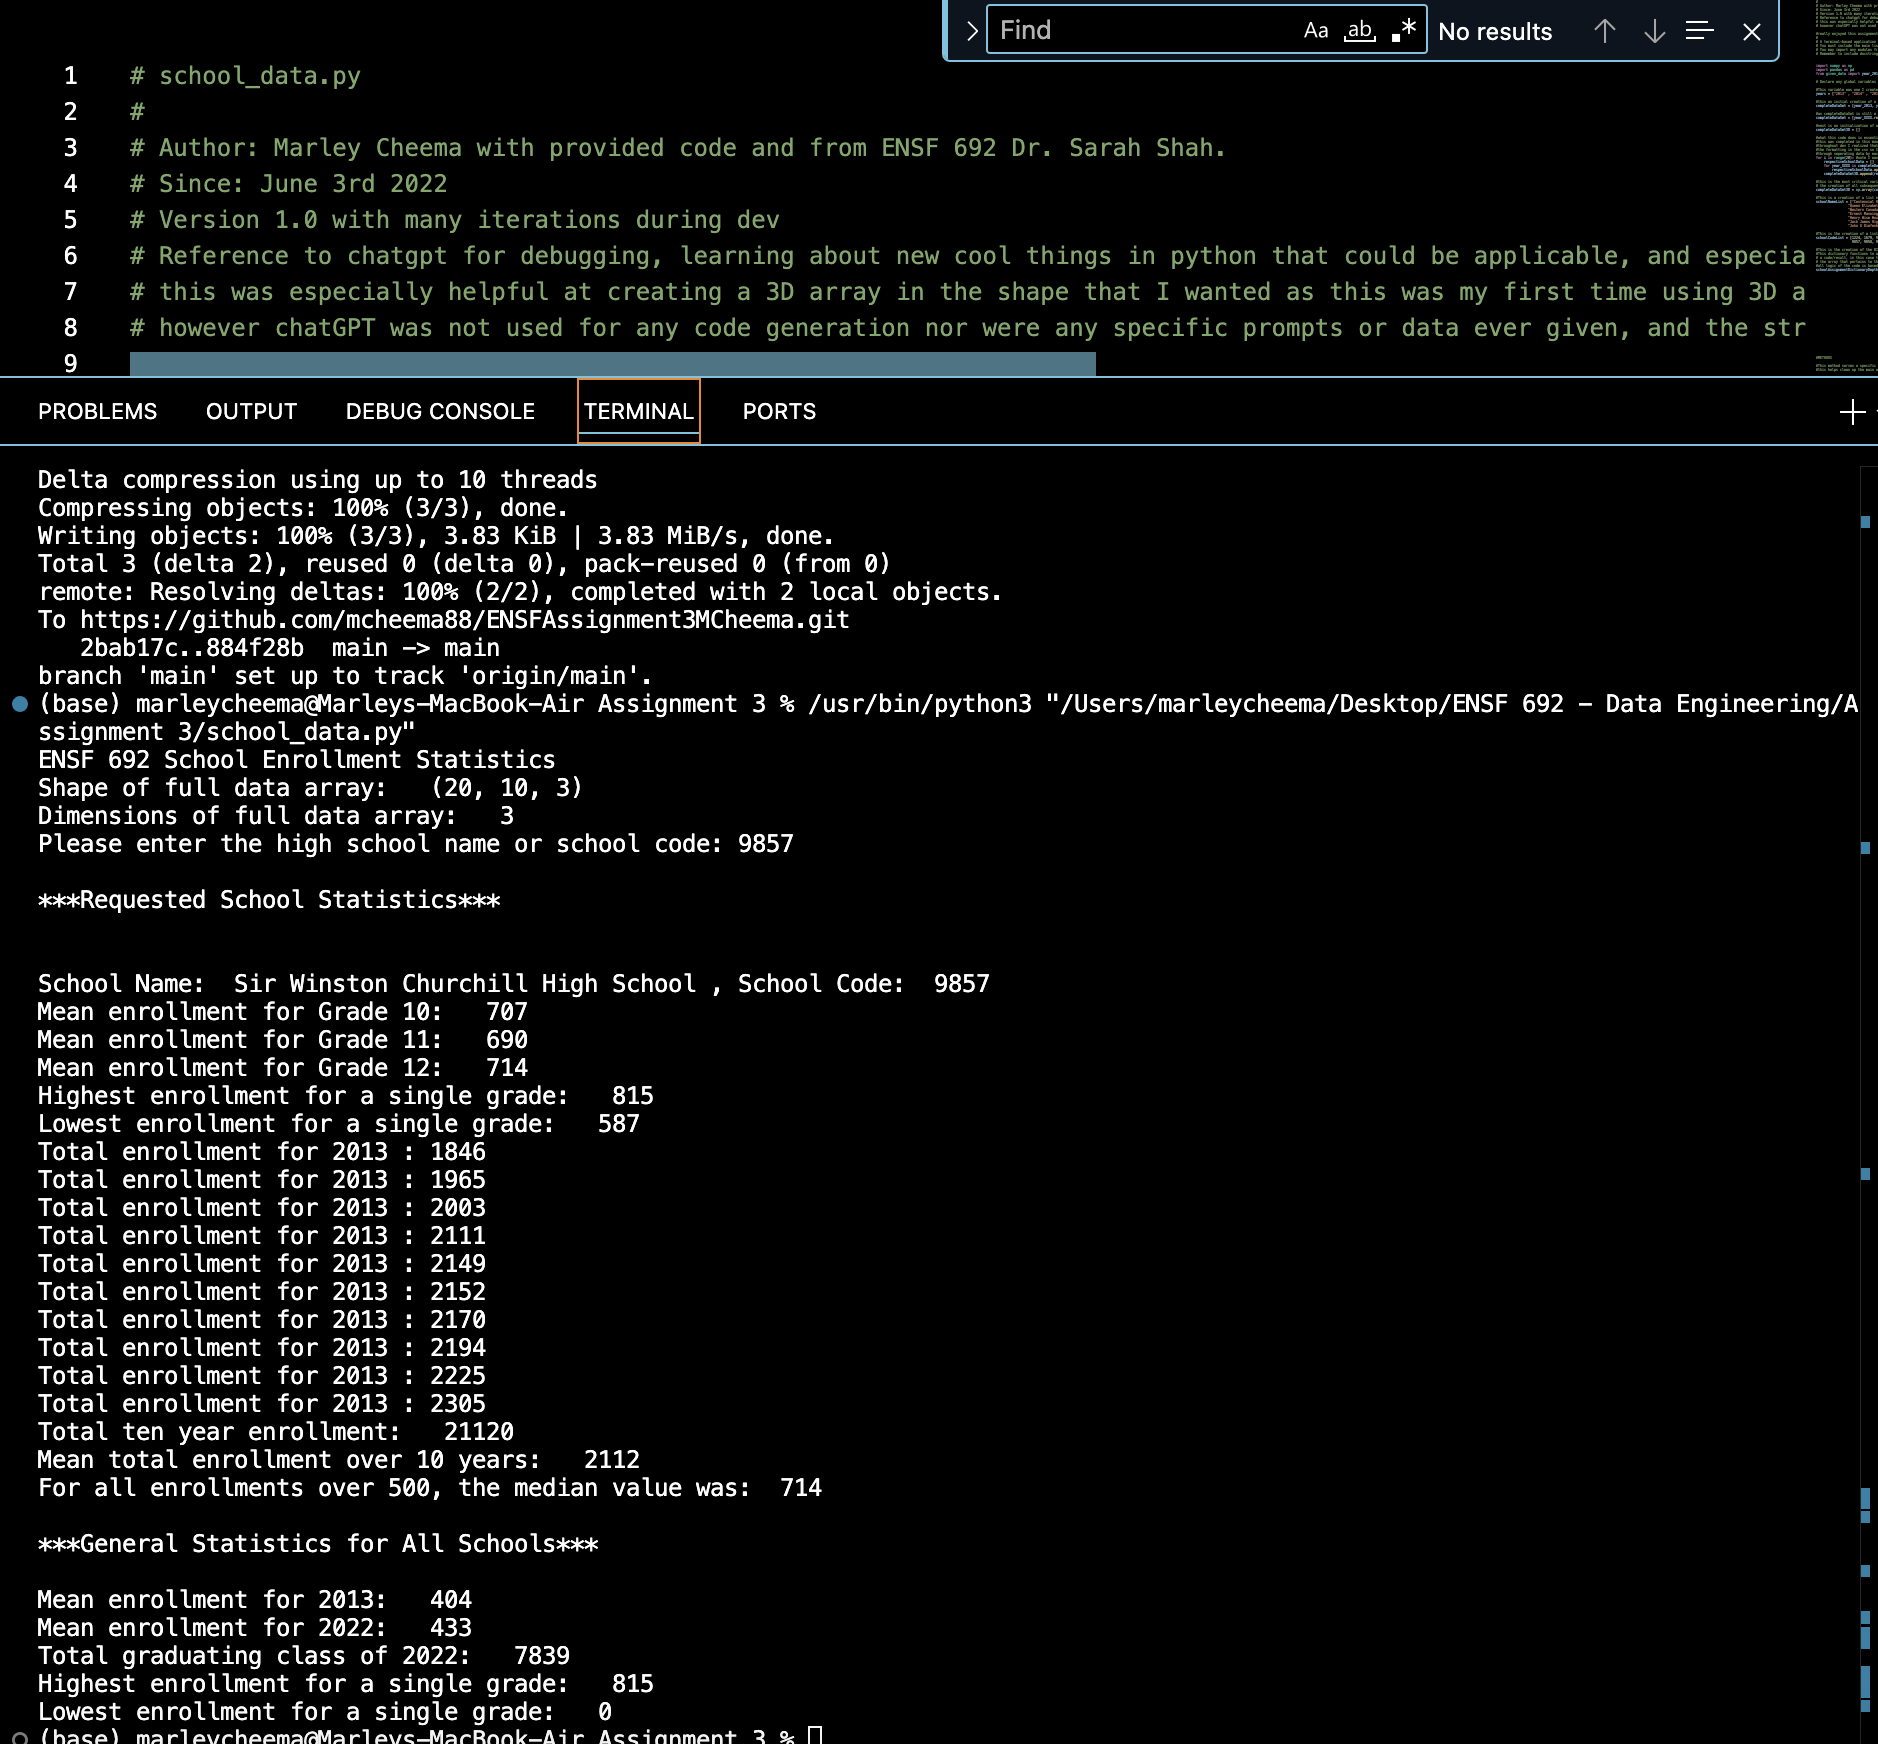 Find Aa ab .* No results
1 # school_data.py
2 #
3 # Author: Marley Cheema with provided code and from ENSF 692 Dr. Sarah Shah.
4 # Since: June 3rd 2022
5 # Version 1.0 with many iterations during dev
6 # Reference to chatgpt for debugging, learning about new cool things in python that could be applicable, and especia
7 # this was especially helpful at creating a 3D array in the shape that I wanted as this was my first time using 3D a
8 # however chatGPT was not used for any code generation nor were any specific prompts or data ever given, and the str
9
PROBLEMS OUTPUT DEBUG CONSOLE TERMINAL PORTS
Delta compression using up to 10 threads
Compressing objects: 100% (3/3), done.
Writing objects: 100% (3/3), 3.83 KiB | 3.83 MiB/s, done.
Total 3 (delta 2), reused 0 (delta 0), pack-reused 0 (from 0)
remote: Resolving deltas: 100% (2/2), completed with 2 local objects.
To https://github.com/mcheema88/ENSFAssignment3MCheema.git
   2bab17c..884f28b  main -> main
branch 'main' set up to track 'origin/main'.
(base) marleycheema@Marleys-MacBook-Air Assignment 3 % /usr/bin/python3 "/Users/marleycheema/Desktop/ENSF 692 - Data Engineering/A
ssignment 3/school_data.py"
ENSF 692 School Enrollment Statistics
Shape of full data array:   (20, 10, 3)
Dimensions of full data array:   3
Please enter the high school name or school code: 9857
***Requested School Statistics***
School Name:  Sir Winston Churchill High School , School Code:  9857
Mean enrollment for Grade 10:   707
Mean enrollment for Grade 11:   690
Mean enrollment for Grade 12:   714
Highest enrollment for a single grade:   815
Lowest enrollment for a single grade:   587
Total enrollment for 2013 : 1846
Total enrollment for 2013 : 1965
Total enrollment for 2013 : 2003
Total enrollment for 2013 : 2111
Total enrollment for 2013 : 2149
Total enrollment for 2013 : 2152
Total enrollment for 2013 : 2170
Total enrollment for 2013 : 2194
Total enrollment for 2013 : 2225
Total enrollment for 2013 : 2305
Total ten year enrollment:   21120
Mean total enrollment over 10 years:   2112
For all enrollments over 500, the median value was:  714
***General Statistics for All Schools***
Mean enrollment for 2013:   404
Mean enrollment for 2022:   433
Total graduating class of 2022:   7839
Highest enrollment for a single grade:   815
Lowest enrollment for a single grade:   0
(base) marleycheema@Marleys-MacBook-Air Assignment 3 %